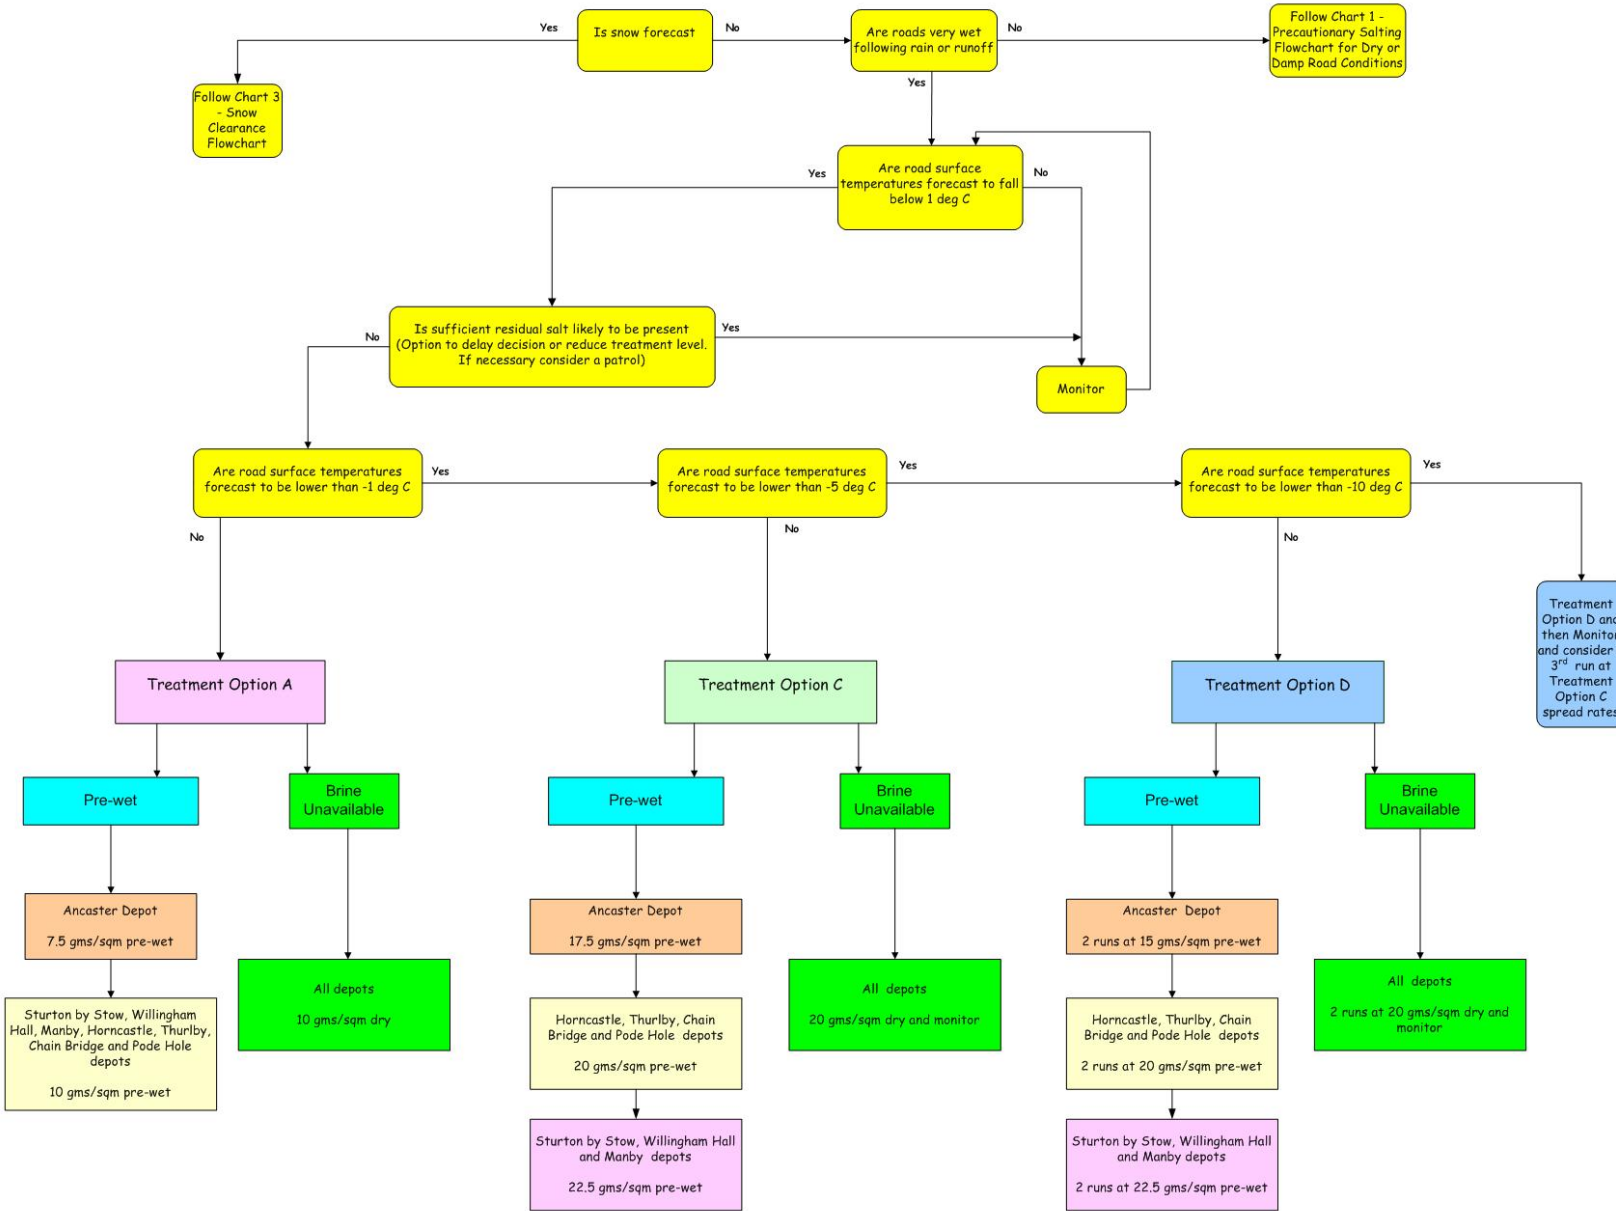 Yes
Is snow forecast
No
Are roads very wet
following rain or runoff
No
Follow Chart 1 -
Precautionary Salting
Flowchart for Dry or
Damp Road Conditions
Follow Chart 3
- Snow
Clearance
Flowchart
Yes
Yes
Are road surface
temperatures forecast to fall
below 1 deg C
No
No
Is sufficient residual salt likely to be present
(Option to delay decision or reduce treatment level.
If necessary consider a patrol)
Yes
Monitor
Are road surface temperatures
forecast to be lower than -1 deg C
Yes
Are road surface temperatures
forecast to be lower than -5 deg C
Yes
Are road surface temperatures
forecast to be lower than -10 deg C
Yes
No
No
No
Treatment
Option D and
then Monitor
and consider
3rd run at
Treatment
Option C
spread rates
Treatment Option A
Treatment Option C
Treatment Option D
Pre-wet
Brine
Unavailable
Pre-wet
Brine
Unavailable
Pre-wet
Brine
Unavailable
Ancaster Depot
7.5 gms/sqm pre-wet
Ancaster Depot
17.5 gms/sqm pre-wet
Ancaster Depot
2 runs at 15 gms/sqm pre-wet
Sturton by Stow, Willingham
Hall, Manby, Horncastle, Thurlby,
Chain Bridge and Pode Hole
depots
10 gms/sqm pre-wet
All depots
10 gms/sqm dry
Horncastle, Thurlby, Chain
Bridge and Pode Hole depots
20 gms/sqm pre-wet
All depots
20 gms/sqm dry and monitor
Horncastle, Thurlby, Chain
Bridge and Pode Hole depots
2 runs at 20 gms/sqm pre-wet
All depots
2 runs at 20 gms/sqm dry and
monitor
Sturton by Stow, Willingham Hall
and Manby depots
22.5 gms/sqm pre-wet
Sturton by Stow, Willingham Hall
and Manby depots
2 runs at 22.5 gms/sqm pre-wet